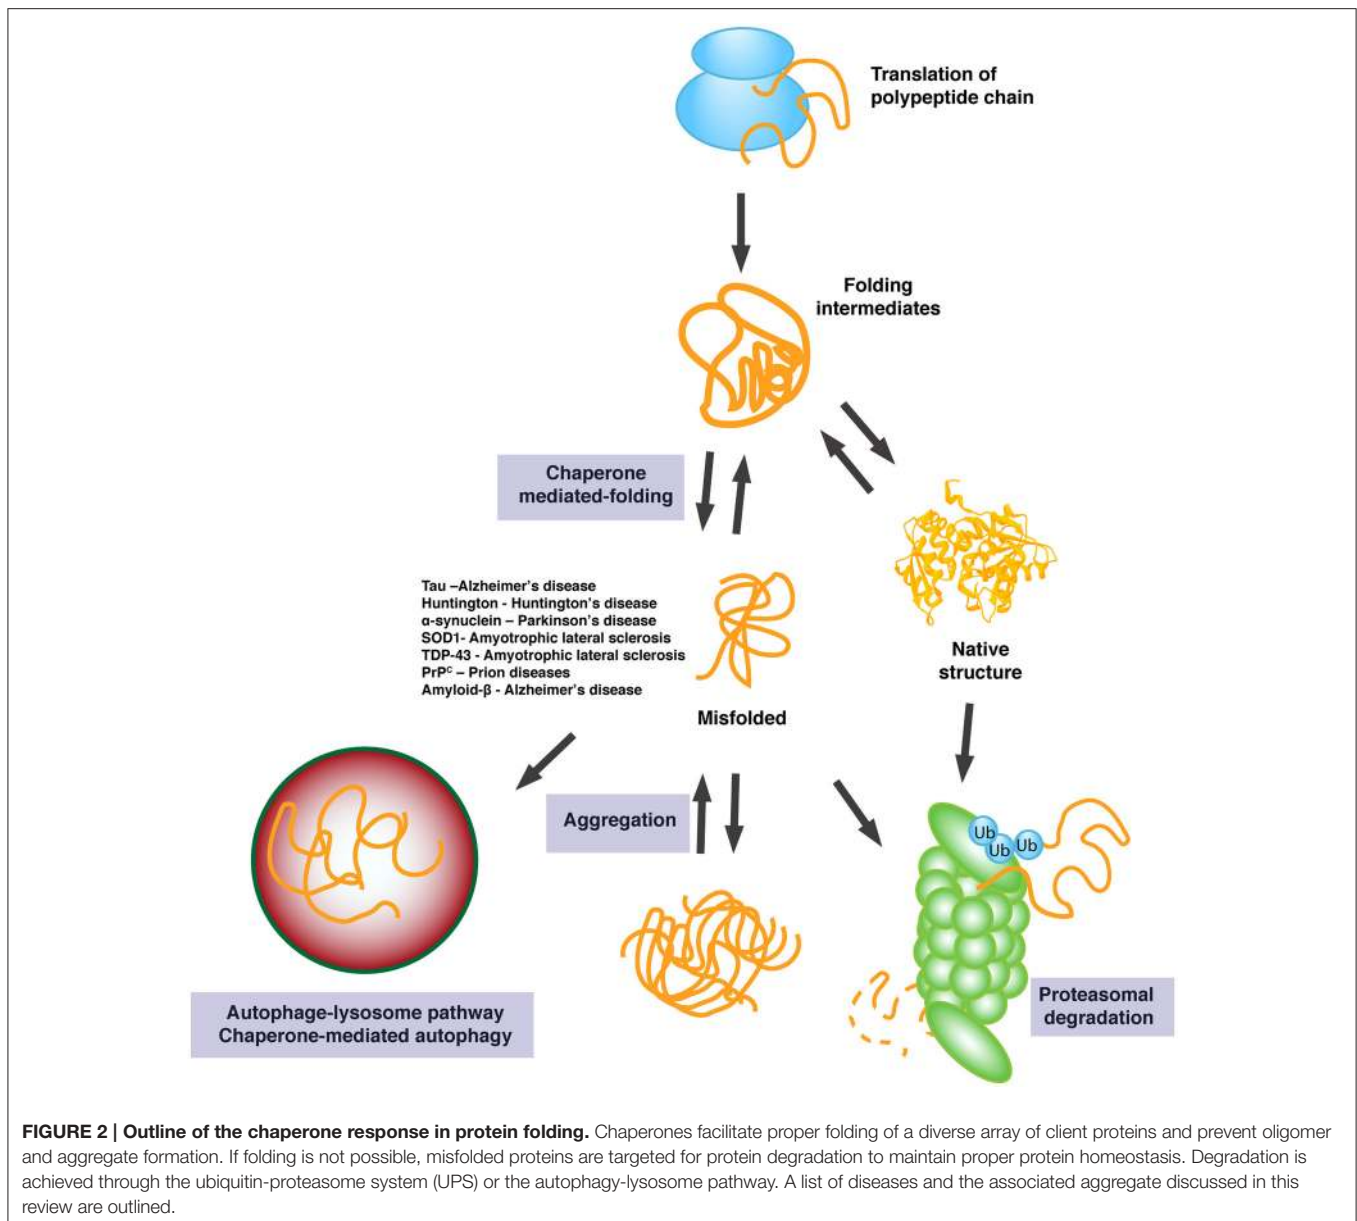 Translation of
polypeptide chain
Folding
intermediates
Chaperone
mediated-folding
Tau –Alzheimer's disease
Huntington - Huntington's disease
α-synuclein – Parkinson's disease
SOD1- Amyotrophic lateral sclerosis
TDP-43 - Amyotrophic lateral sclerosis
PrPᶜ – Prion diseases
Amyloid-β - Alzheimer's disease
Native
structure
Misfolded
Aggregation
Ub
Ub
Ub
Proteasomal
degradation
Autophage-lysosome pathway
Chaperone-mediated autophagy
FIGURE 2 | Outline of the chaperone response in protein folding. Chaperones facilitate proper folding of a diverse array of client proteins and prevent oligomer
and aggregate formation. If folding is not possible, misfolded proteins are targeted for protein degradation to maintain proper protein homeostasis. Degradation is
achieved through the ubiquitin-proteasome system (UPS) or the autophagy-lysosome pathway. A list of diseases and the associated aggregate discussed in this
review are outlined.